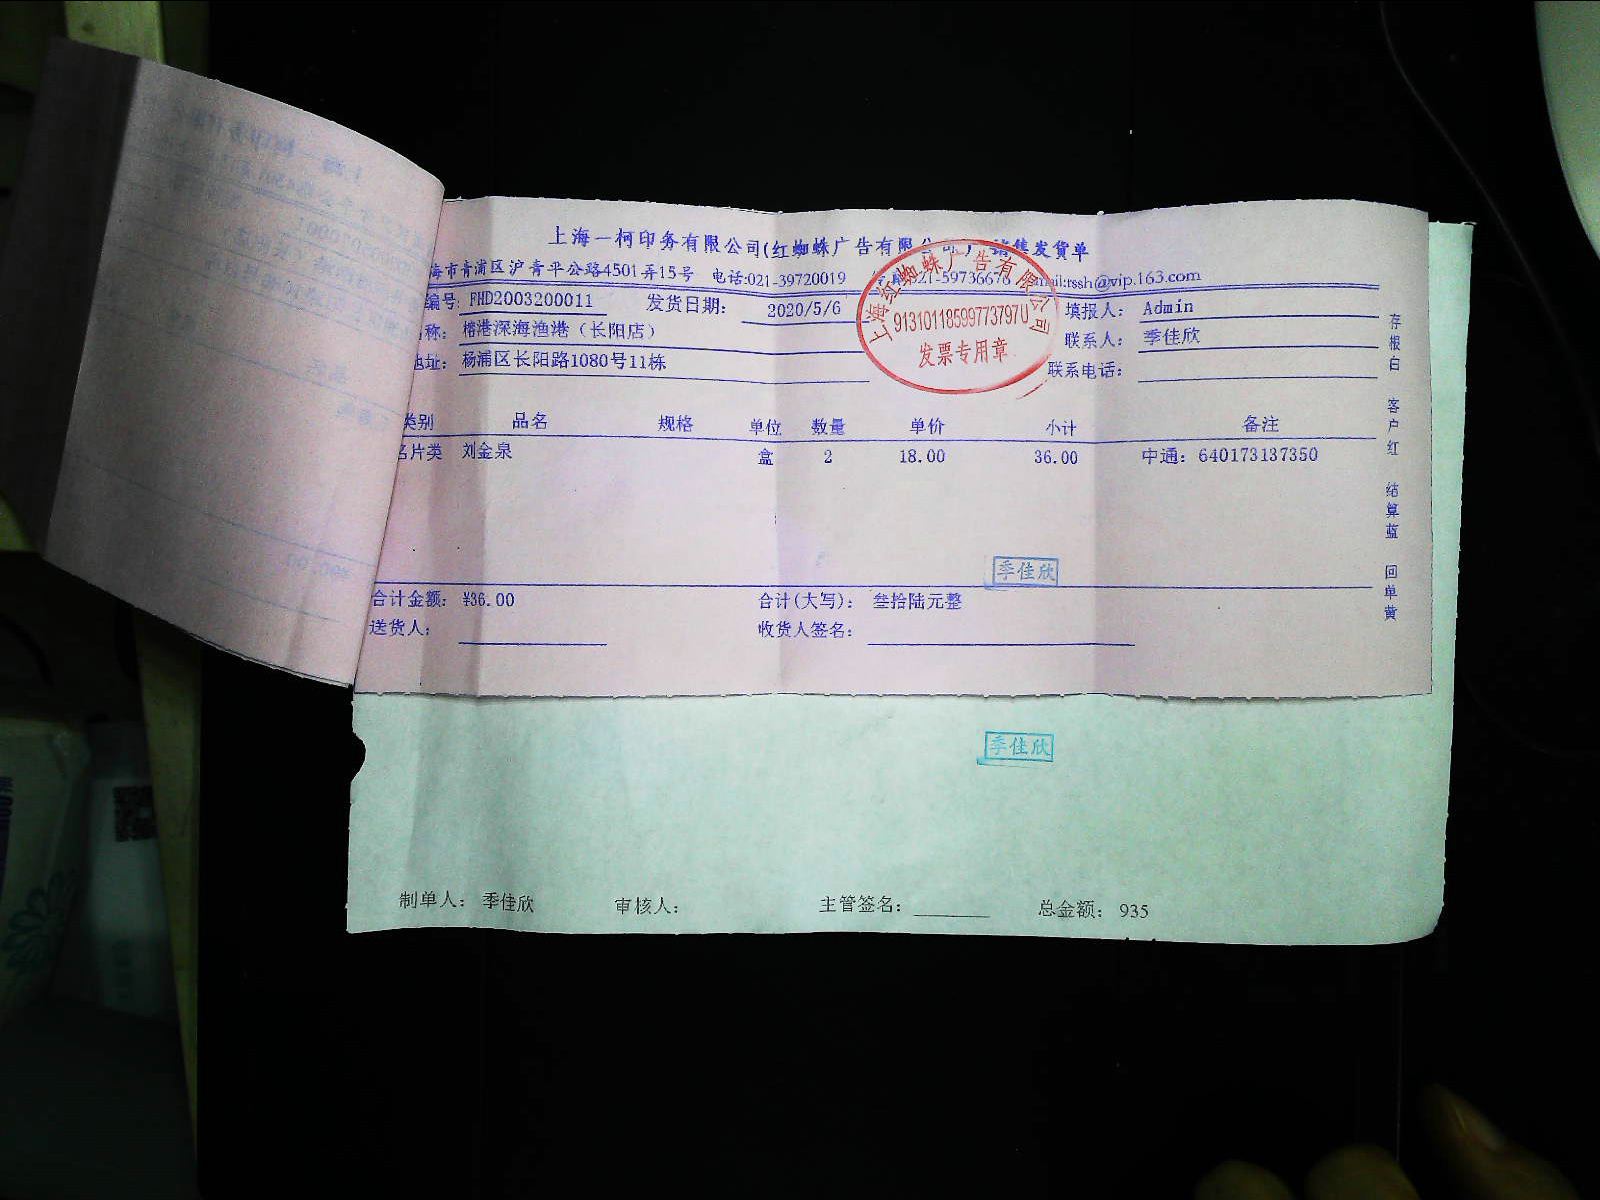 上海一柯印务有限公司(红蜘蛛广告有限公司)销售发货单
海市青浦区沪青平公路4501弄15号 电话:021-39720019 021-59736676 mail:rssh@vip.163.com
编号: FHD2003200011 发货日期: 2020/5/6 填报人: Admin
称: 榕港深海渔港（长阳店） 联系人: 季佳欣
地址: 杨浦区长阳路1080号11栋 联系电话:
上海红蜘蛛广告有限公司
913101185997737970U
发票专用章
类别 品名 规格 单位 数量 单价 小计 备注
名片类 刘金泉 盒 2 18.00 36.00 中通: 640173137350
存根白 客户红 结算蓝 回单黄
季佳欣
合计金额: ¥36.00 合计(大写): 叁拾陆元整
送货人: 收货人签名:
季佳欣
制单人: 季佳欣 审核人: 主管签名: 总金额: 935